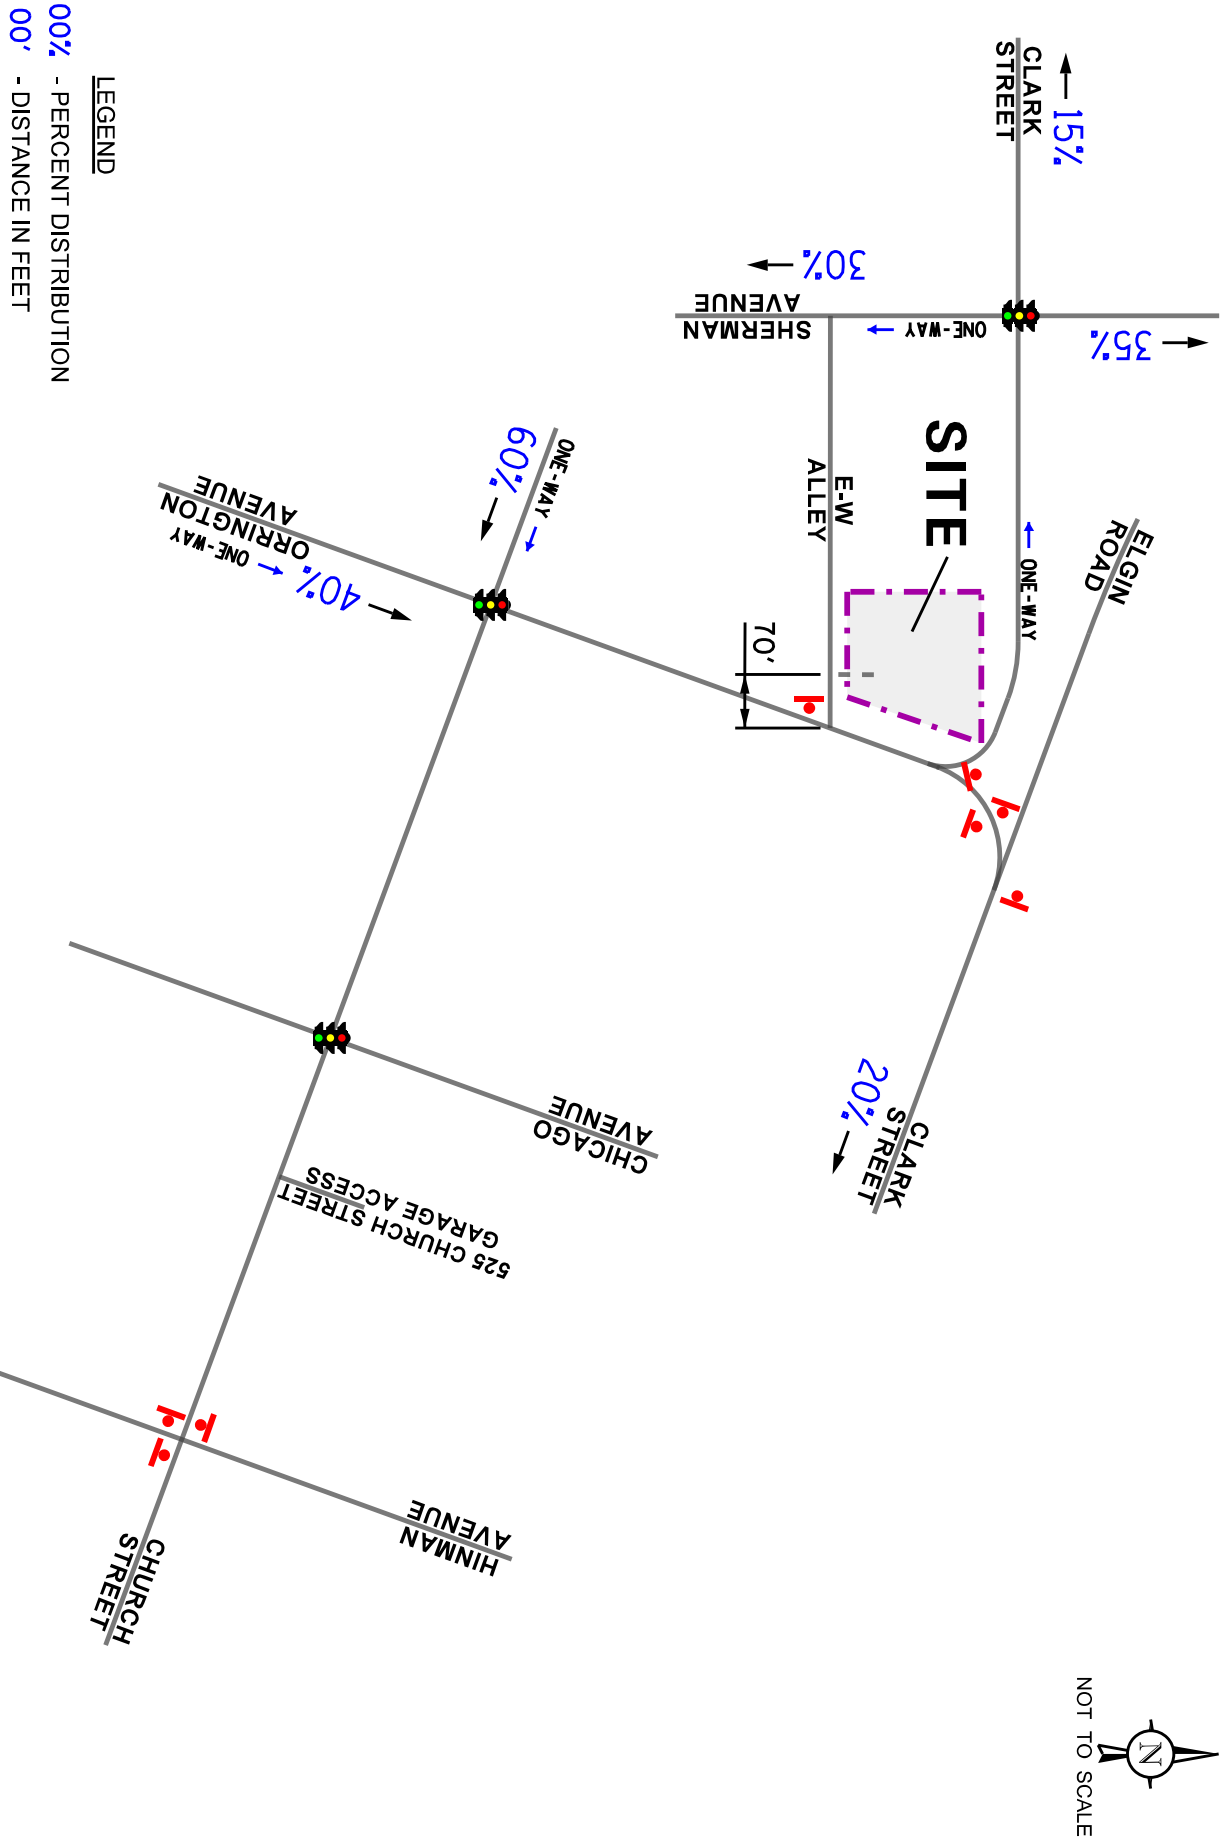 CLARK
STREET
15%
30%
SHERMAN
AVENUE
ONE-WAY
35%
SITE
E-W
ALLEY
ONE-WAY
ELGIN
ROAD
70'
ONE-WAY
60%
ORRINGTON
AVENUE
ONE-WAY
40%
20%
CLARK
STREET
CHICAGO
AVENUE
525 CHURCH STREET
GARAGE ACCESS
HINMAN
AVENUE
CHURCH
STREET
LEGEND
00% - PERCENT DISTRIBUTION
00' - DISTANCE IN FEET
N
NOT TO SCALE